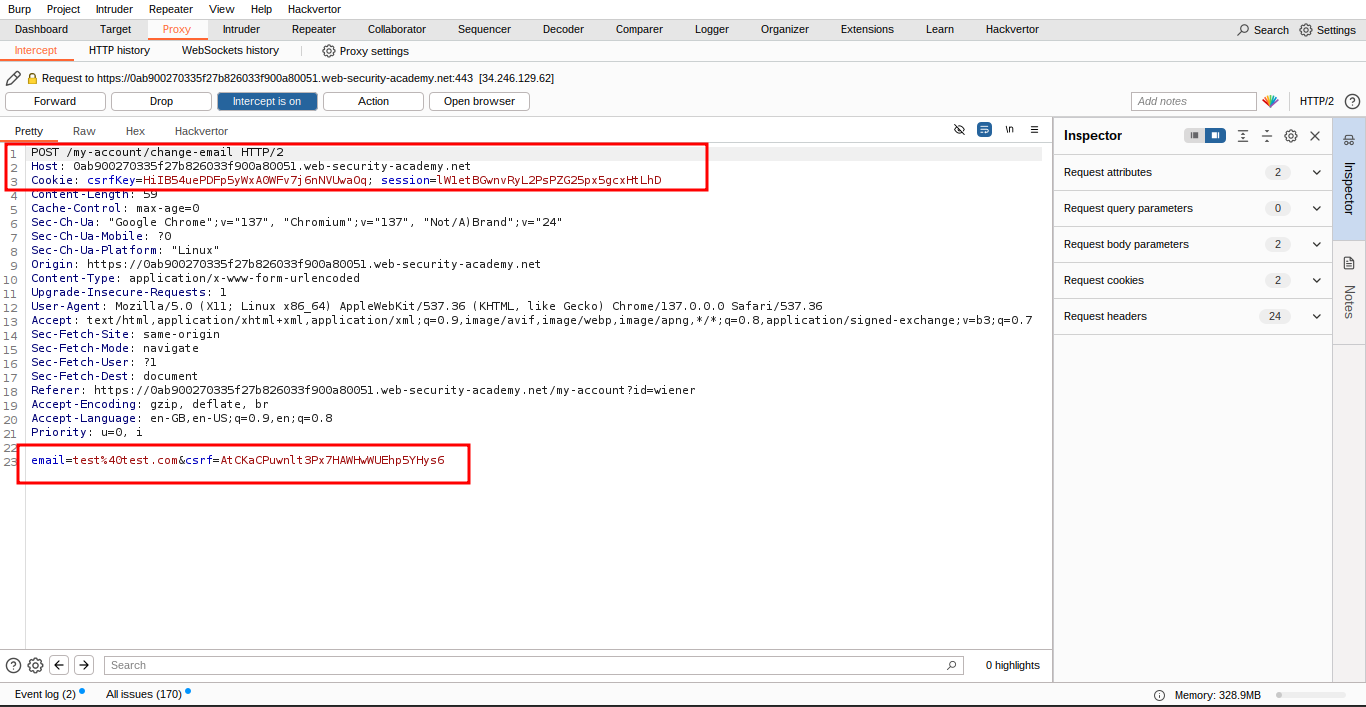 Burp Project Intruder Repeater View Help Hackvertor
Dashboard Target Proxy Intruder Repeater Collaborator Sequencer Decoder Comparer Logger Organizer Extensions Learn Hackvertor Search Settings
Intercept HTTP history WebSockets history Proxy settings
Request to https://0ab900270335f27b826033f900a80051.web-security-academy.net:443 [34.246.129.62]
Forward Drop Intercept is on Action Open browser Add notes HTTP/2
Pretty Raw Hex Hackvertor \n
1 POST /my-account/change-email HTTP/2
2 Host: 0ab900270335f27b826033f900a80051.web-security-academy.net
3 Cookie: csrfKey=HiIB54uePDFp5yWxAOWFv7j6nNVUwaOq; session=lW1etBGwnvRyL2PsPZG25px5gcxHtLhD
4 Content-Length: 59
5 Cache-Control: max-age=0
6 Sec-Ch-Ua: "Google Chrome";v="137", "Chromium";v="137", "Not/A)Brand";v="24"
7 Sec-Ch-Ua-Mobile: ?0
8 Sec-Ch-Ua-Platform: "Linux"
9 Origin: https://0ab900270335f27b826033f900a80051.web-security-academy.net
10 Content-Type: application/x-www-form-urlencoded
11 Upgrade-Insecure-Requests: 1
12 User-Agent: Mozilla/5.0 (X11; Linux x86_64) AppleWebKit/537.36 (KHTML, like Gecko) Chrome/137.0.0.0 Safari/537.36
13 Accept: text/html,application/xhtml+xml,application/xml;q=0.9,image/avif,image/webp,image/apng,*/*;q=0.8,application/signed-exchange;v=b3;q=0.7
14 Sec-Fetch-Site: same-origin
15 Sec-Fetch-Mode: navigate
16 Sec-Fetch-User: ?1
17 Sec-Fetch-Dest: document
18 Referer: https://0ab900270335f27b826033f900a80051.web-security-academy.net/my-account?id=wiener
19 Accept-Encoding: gzip, deflate, br
20 Accept-Language: en-GB,en-US;q=0.9,en;q=0.8
21 Priority: u=0, i
22
23 email=test%40test.com&csrf=AtCKaCPuwnlt3Px7HAWHwWUEhp5YHys6
Inspector
Request attributes 2
Request query parameters 0
Request body parameters 2
Request cookies 2
Request headers 24
Inspector
Notes
Search 0 highlights
Event log (2) All issues (170) Memory: 328.9MB